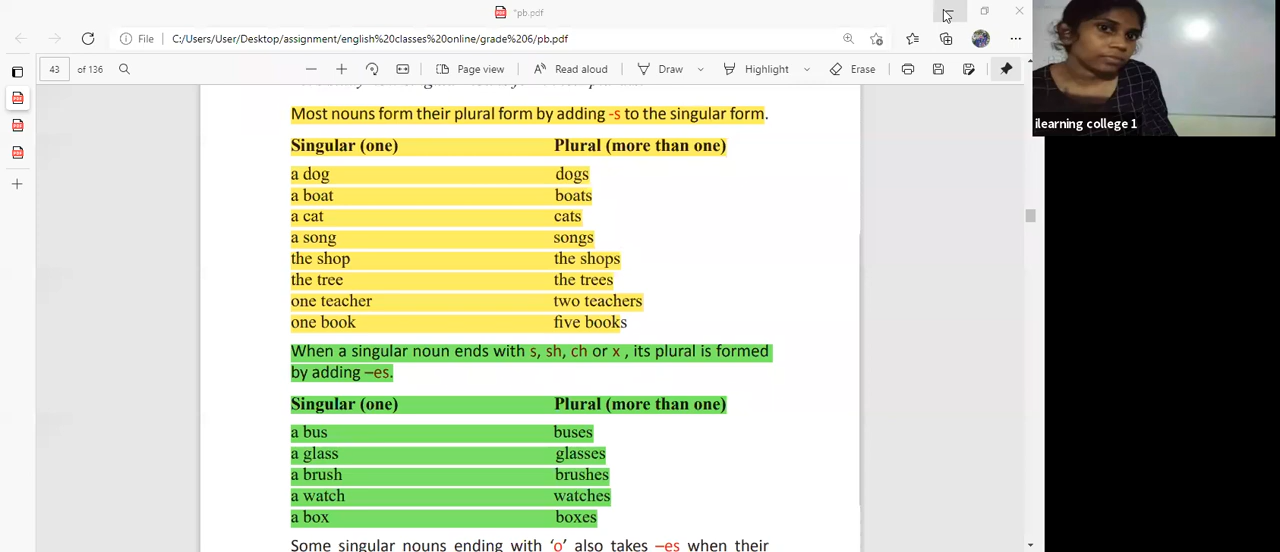 *pb.pdf
File C:/Users/User/Desktop/assignment/english%20classes%20online/grade%206/pb.pdf
43 of 136 Page view Read aloud Draw Highlight Erase
ilearning college 1
Most nouns form their plural form by adding -s to the singular form.
Singular (one) Plural (more than one)
a dog dogs
a boat boats
a cat cats
a song songs
the shop the shops
the tree the trees
one teacher two teachers
one book five books
When a singular noun ends with s, sh, ch or x , its plural is formed
by adding –es.
Singular (one) Plural (more than one)
a bus buses
a glass glasses
a brush brushes
a watch watches
a box boxes
Some singular nouns ending with ‘o’ also takes –es when their